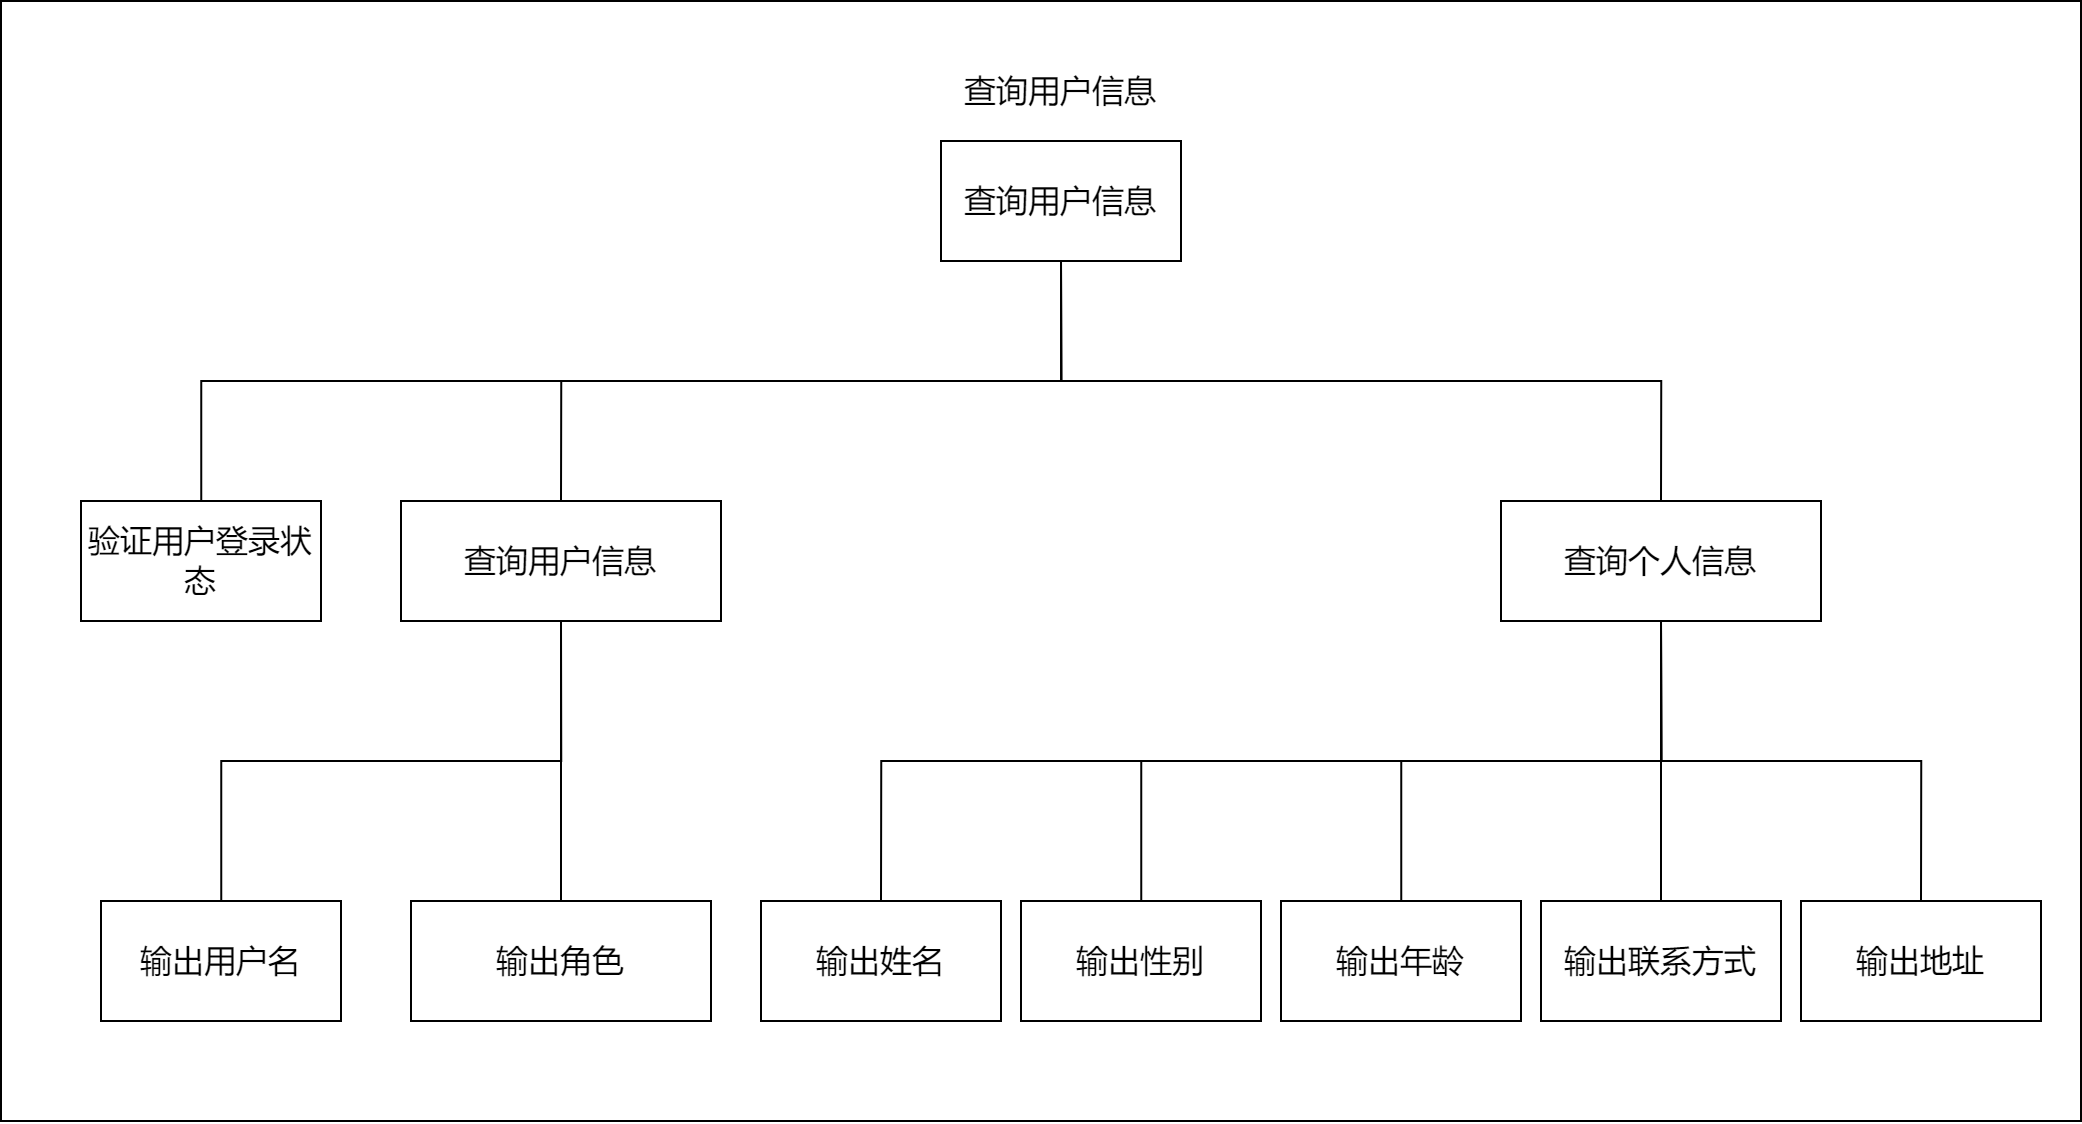 查询用户信息
查询用户信息
验证用户登录状
态
查询用户信息
查询个人信息
输出用户名
输出角色
输出姓名
输出性别
输出年龄
输出联系方式
输出地址